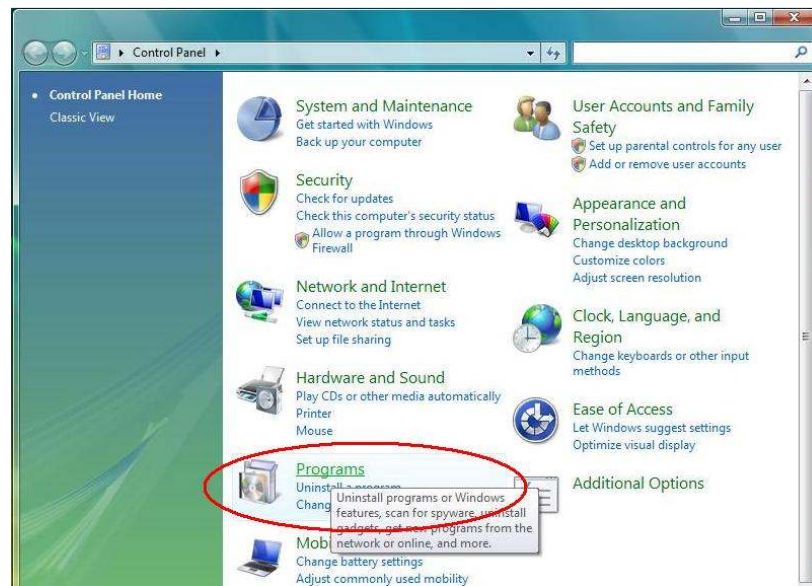 Control Panel
Control Panel Home
Classic View
System and Maintenance
Get started with Windows
Back up your computer
Security
Check for updates
Check this computer's security status
Allow a program through Windows
Firewall
Network and Internet
Connect to the Internet
View network status and tasks
Set up file sharing
Hardware and Sound
Play CDs or other media automatically
Printer
Mouse
Programs
Uninstall a program
Chang
Uninstall programs or Windows
features, scan for spyware, uninstall
gadgets, get new programs from the
network or online, and more.
Mobi
Change battery settings
Adjust commonly used mobility
User Accounts and Family
Safety
Set up parental controls for any user
Add or remove user accounts
Appearance and
Personalization
Change desktop background
Customize colors
Adjust screen resolution
Clock, Language, and
Region
Change keyboards or other input
methods
Ease of Access
Let Windows suggest settings
Optimize visual display
Additional Options